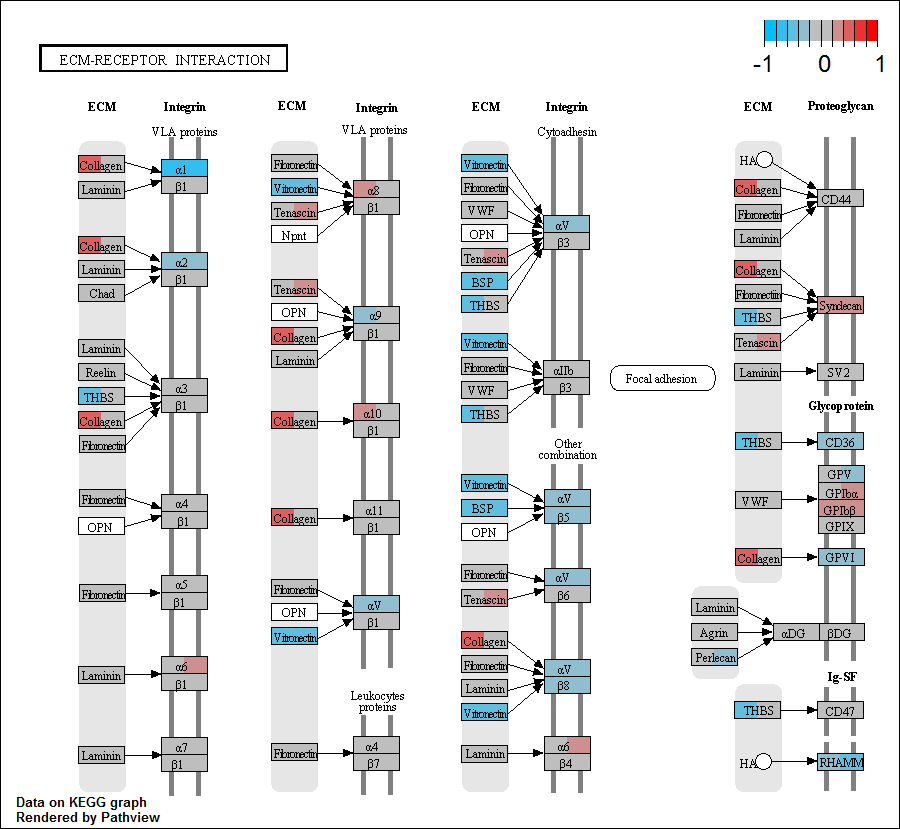 ECM-RECEPTOR INTERACTION
-1 0 1
ECM Integrin
VLA proteins
Collagen α1
Laminin β1
Collagen
Laminin α2
Chad β1
Laminin
Reelin
THBS α3
Collagen β1
Fibronectin
Fibronectin α4
OPN β1
Fibronectin α5
β1
Laminin α6
β1
Laminin α7
β1
ECM Integrin
VLA proteins
Fibronectin
Vitronectin α8
Tenascin β1
Npnt
Tenascin
OPN α9
Collagen β1
Laminin
Collagen α10
β1
Collagen α11
β1
Fibronectin
OPN αV
Vitronectin β1
Leukocytes
proteins
Fibronectin α4
β7
ECM Integrin
Cytoadhesin
Vitronectin
Fibronectin
VWF αV
OPN β3
Tenascin
BSP
THBS
Vitronectin
Fibronectin αIIb
VWF β3
THBS
Other
combination
Vitronectin αV
BSP β5
OPN
Fibronectin αV
Tenascin β6
Collagen
Fibronectin αV
Laminin β8
Vitronectin
Laminin α6
β4
Focal adhesion
ECM Proteoglycan
HA
Collagen CD44
Fibronectin
Laminin
Collagen
Fibronectin Syndecan
THBS
Tenascin
Laminin SV2
Glycoprotein
THBS CD36
GPV
VWF GPIbα
GPIbβ
GPIX
Collagen GPVI
Laminin
Agrin αDG βDG
Perlecan
Ig-SF
THBS CD47
HA RHAMM
Data on KEGG graph
Rendered by Pathview